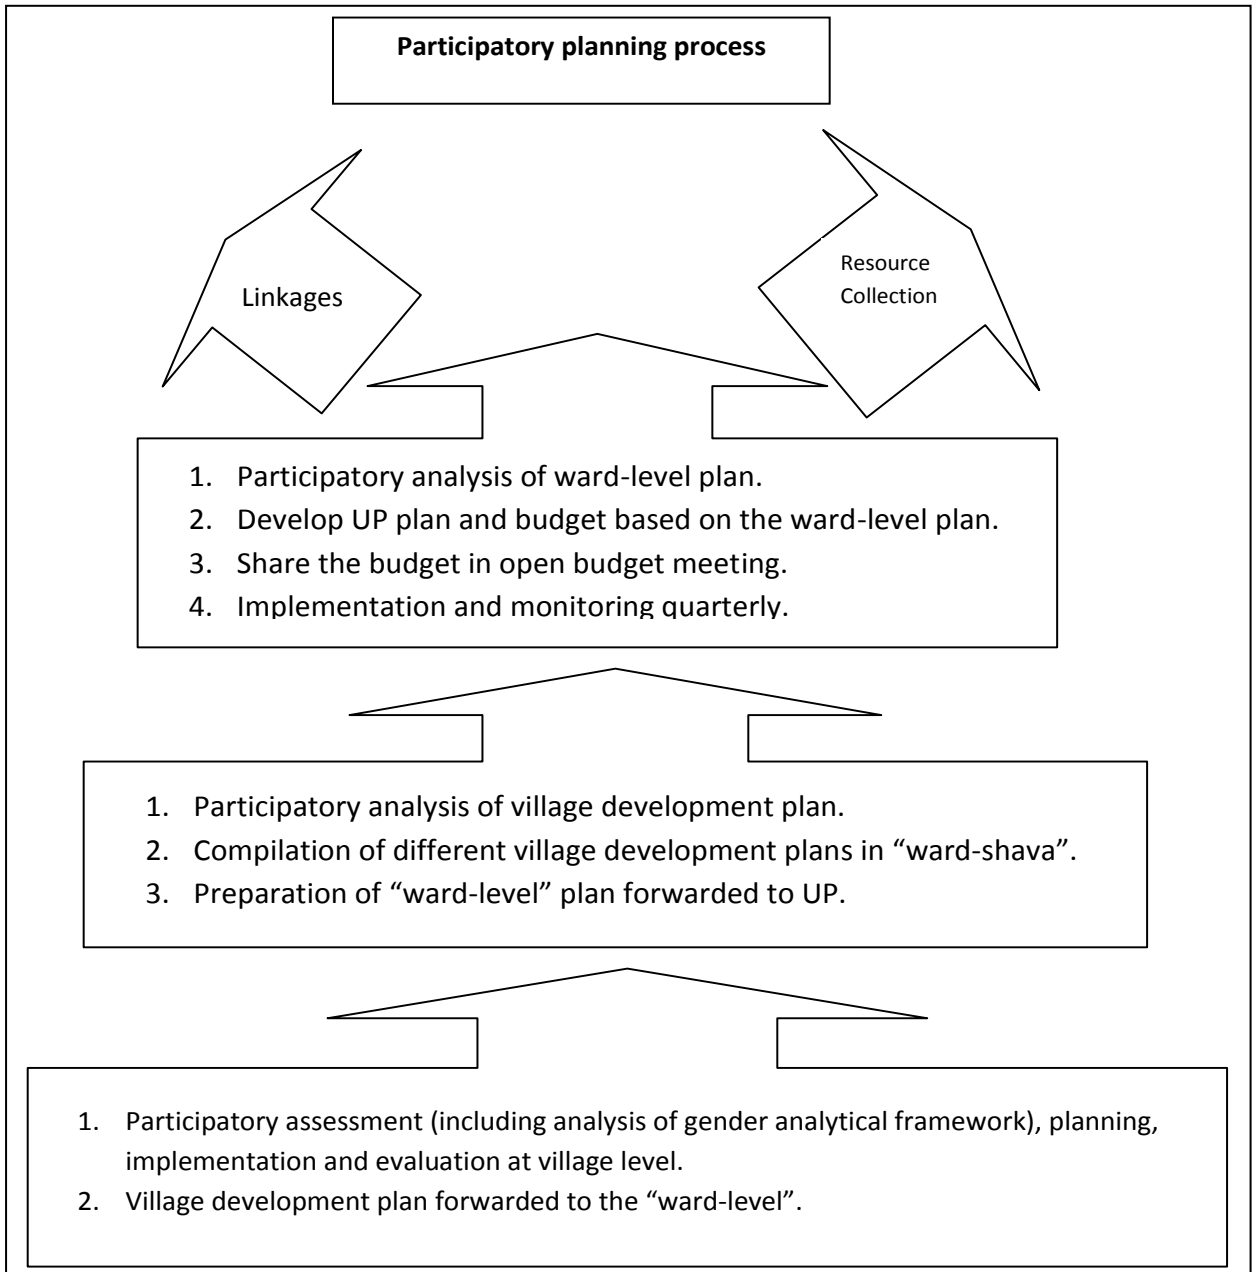 Participatory planning process
Linkages
Resource
Collection
1. Participatory analysis of ward-level plan.
2. Develop UP plan and budget based on the ward-level plan.
3. Share the budget in open budget meeting.
4. Implementation and monitoring quarterly.
1. Participatory analysis of village development plan.
2. Compilation of different village development plans in “ward-shava”.
3. Preparation of “ward-level” plan forwarded to UP.
1. Participatory assessment (including analysis of gender analytical framework), planning,
implementation and evaluation at village level.
2. Village development plan forwarded to the “ward-level”.